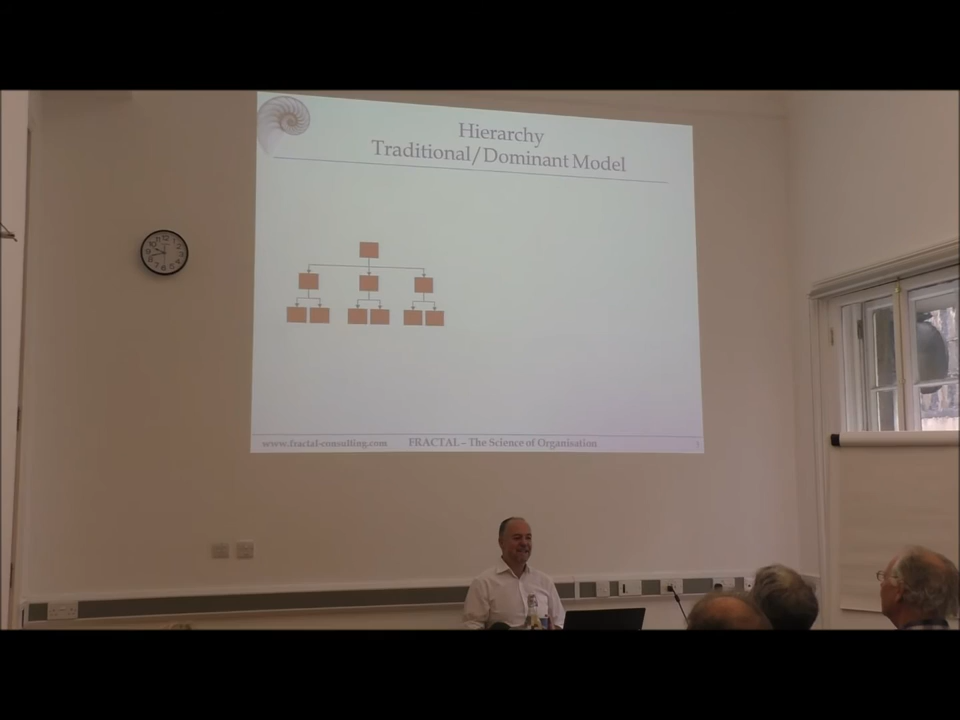 Hierarchy
Traditional/Dominant Model
www.fractal-consulting.com FRACTAL – The Science of Organisation